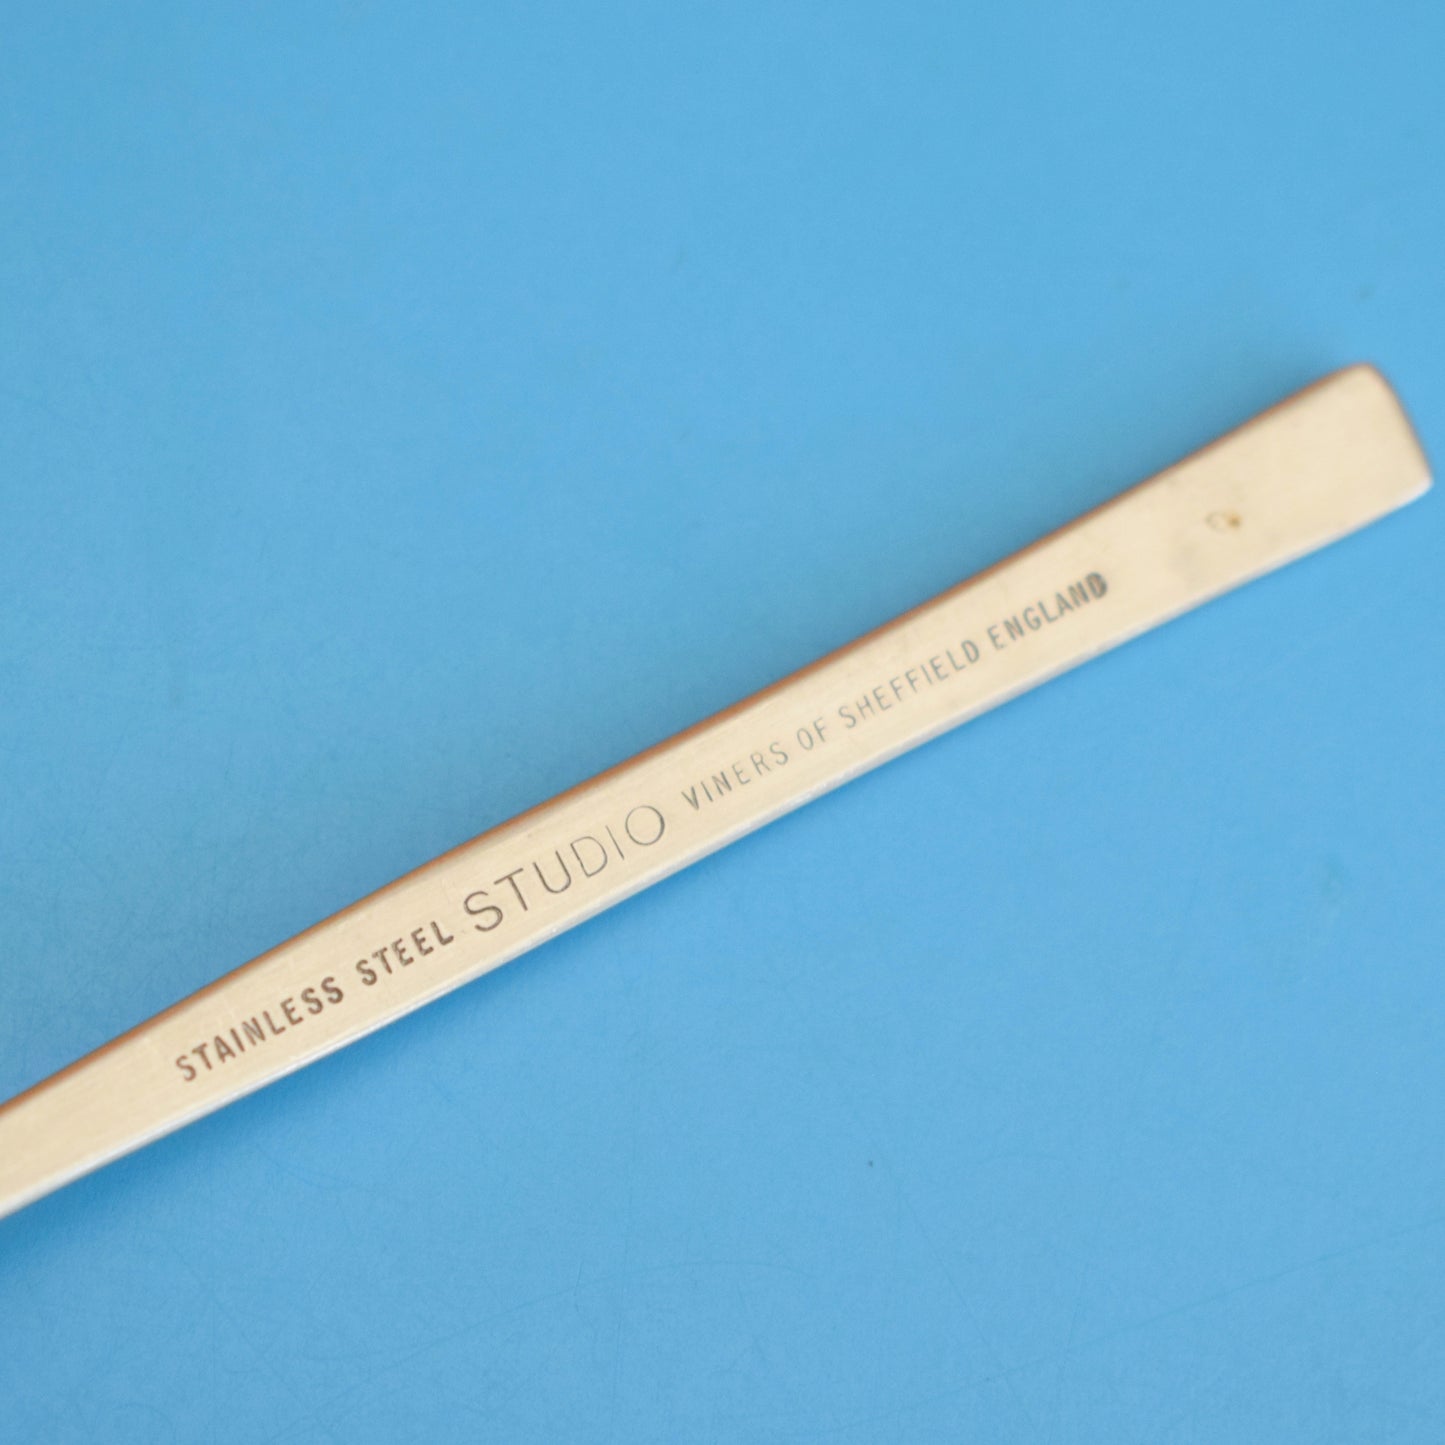 STAINLESS STEEL STUDIO VINERS OF SHEFFIELD ENGLAND